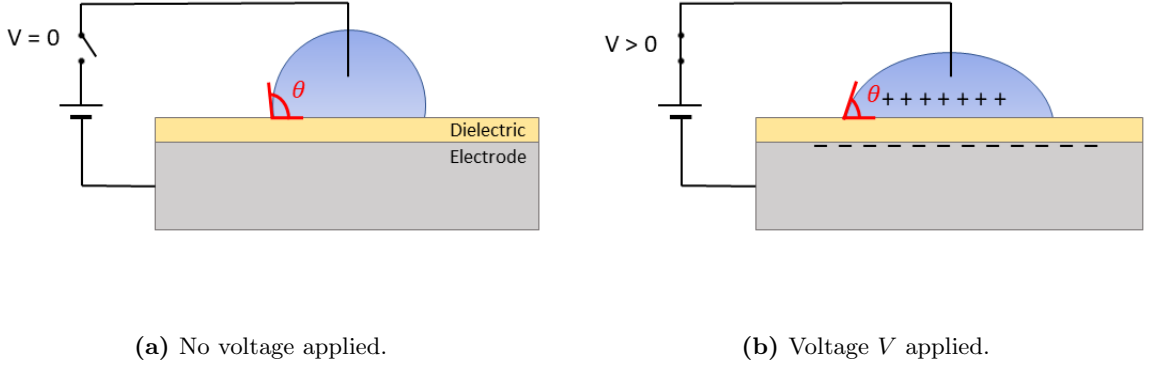 V = 0
θ
Dielectric
Electrode
V > 0
θ
+ + + + + + +
− − − − − − − − − − − −
(a) No voltage applied.
(b) Voltage V applied.